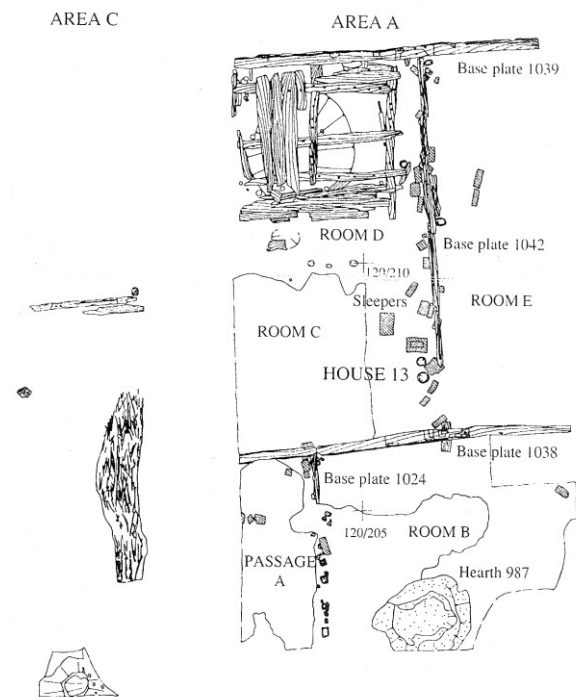 AREA C
AREA A
Base plate 1039
ROOM D
Base plate 1042
120/210
Sleepers
ROOM E
ROOM C
HOUSE 13
Base plate 1038
Base plate 1024
120/205
ROOM B
PASSAGE
A
Hearth 987